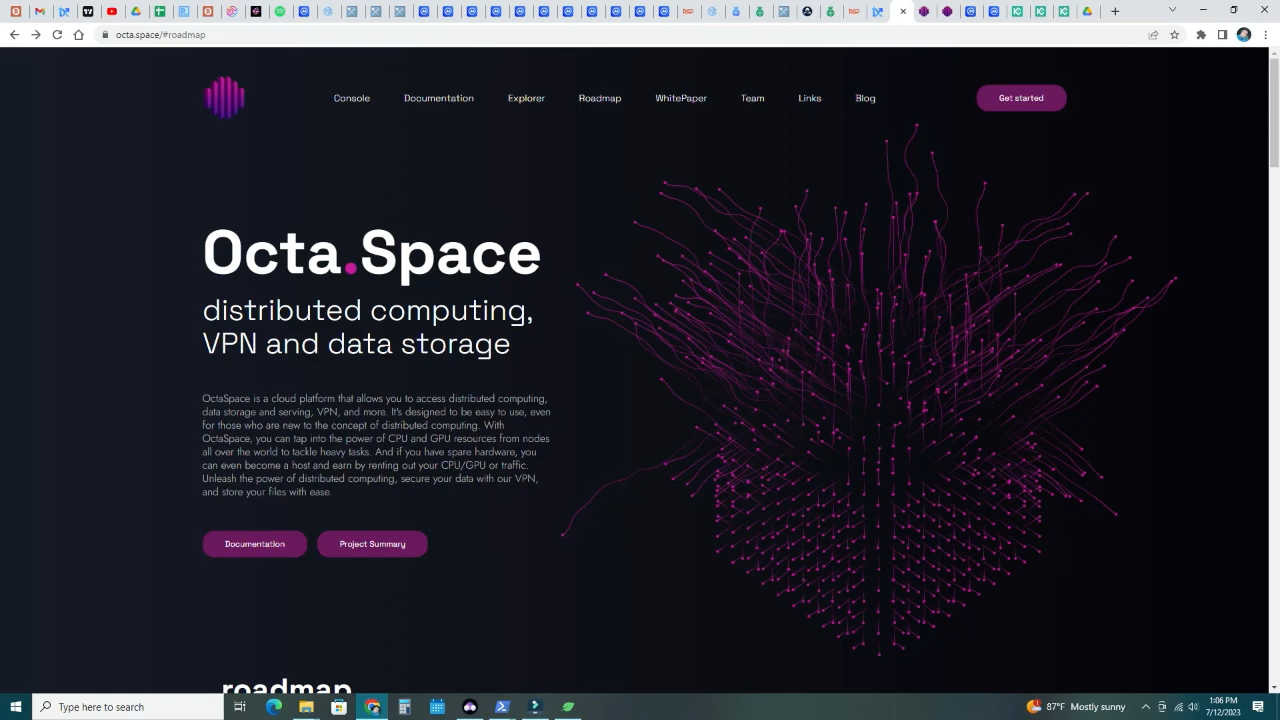 octa.space/#roadmap
Console
Documentation
Explorer
Roadmap
WhitePaper
Team
Links
Blog
Get started
Octa.Space
distributed computing,
VPN and data storage
OctaSpace is a cloud platform that allows you to access distributed computing,
data storage and serving, VPN, and more. It's designed to be easy to use, even
for those who are new to the concept of distributed computing. With
OctaSpace, you can tap into the power of CPU and GPU resources from nodes
all over the world to tackle heavy tasks. And if you have spare hardware, you
can even become a host and earn by renting out your CPU/GPU or traffic.
Unleash the power of distributed computing, secure your data with our VPN,
and store your files with ease.
Documentation
Project Summary
roadmap
Type here to search
87°F Mostly sunny
1:06 PM
7/12/2023